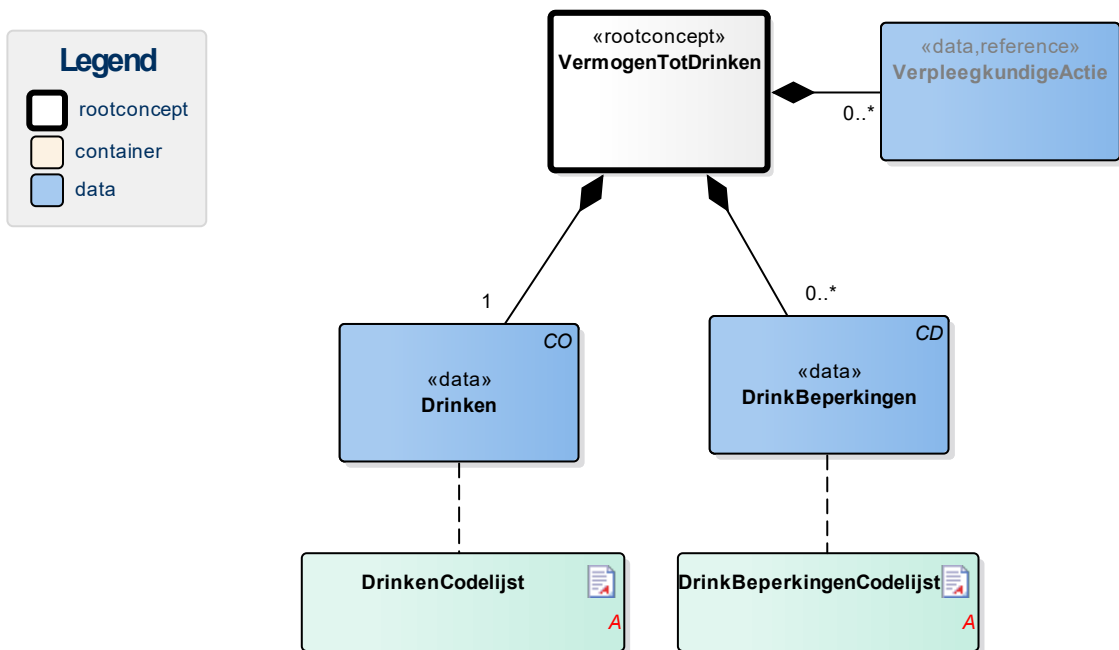 Legend
rootconcept
container
data
«rootconcept»
VermogenTotDrinken
«data,reference»
VerpleegkundigeActie
0..*
1
0..*
CO
«data»
Drinken
CD
«data»
DrinkBeperkingen
DrinkenCodelijst
A
DrinkBeperkingenCodelijst
A